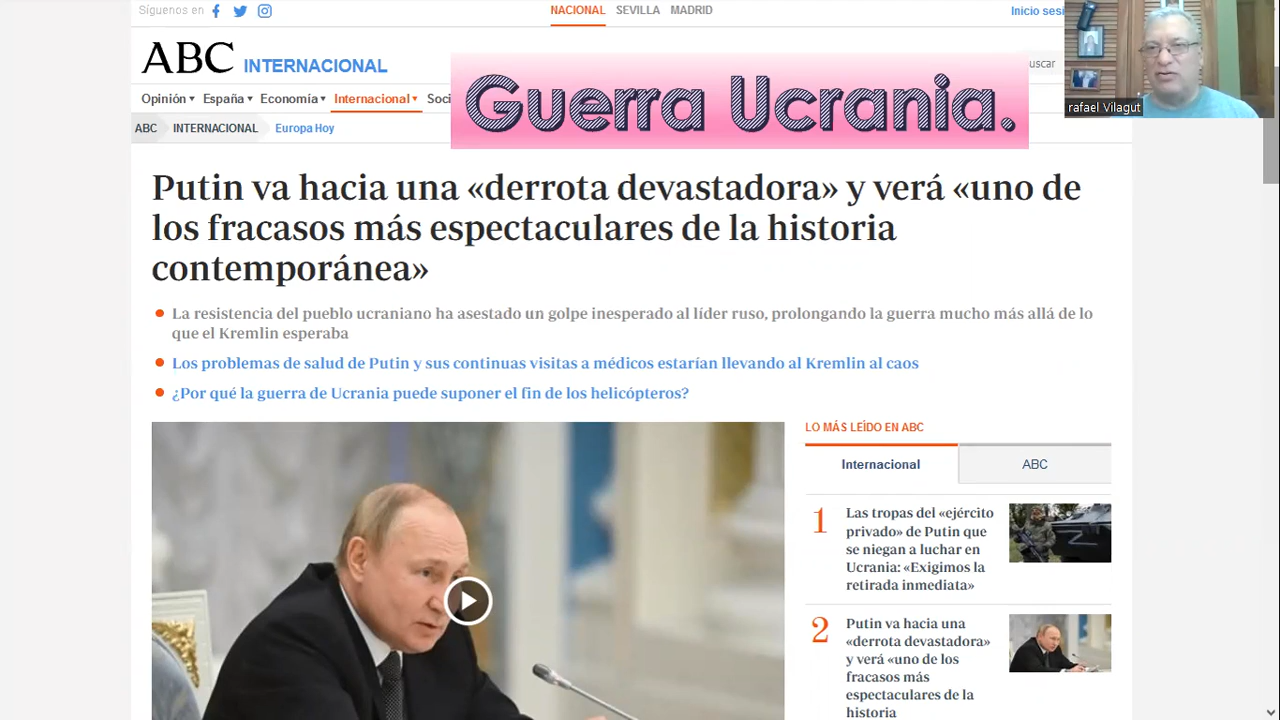 Síguenos en
NACIONAL SEVILLA MADRID
Inicio sesi
ABC INTERNACIONAL
uscar
Guerra Ucrania.
rafael Vilagut
Opinión España Economía Internacional Soci
ABC INTERNACIONAL Europa Hoy
Putin va hacia una «derrota devastadora» y verá «uno de
los fracasos más espectaculares de la historia
contemporánea»
La resistencia del pueblo ucraniano ha asestado un golpe inesperado al líder ruso, prolongando la guerra mucho más allá de lo
que el Kremlin esperaba
Los problemas de salud de Putin y sus continuas visitas a médicos estarían llevando al Kremlin al caos
¿Por qué la guerra de Ucrania puede suponer el fin de los helicópteros?
LO MÁS LEÍDO EN ABC
Internacional ABC
1 Las tropas del «ejército
privado» de Putin que
se niegan a luchar en
Ucrania: «Exigimos la
retirada inmediata»
2 Putin va hacia una
«derrota devastadora»
y verá «uno de los
fracasos más
espectaculares de la
historia